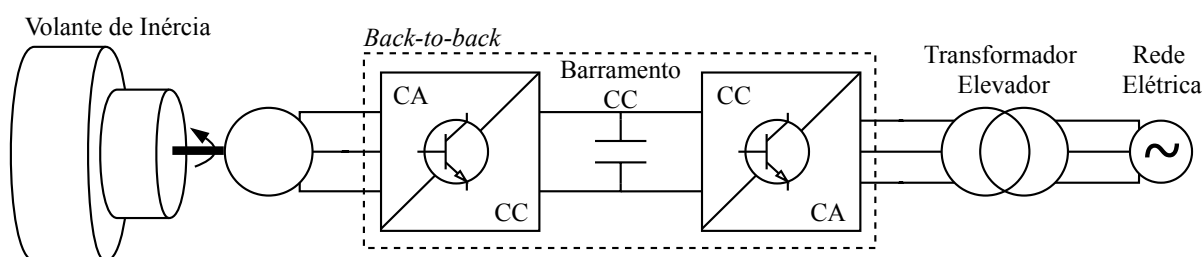 Volante de Inércia
Back-to-back
CA
CC
Barramento
CC
CC
CA
Transformador
Elevador
Rede
Elétrica